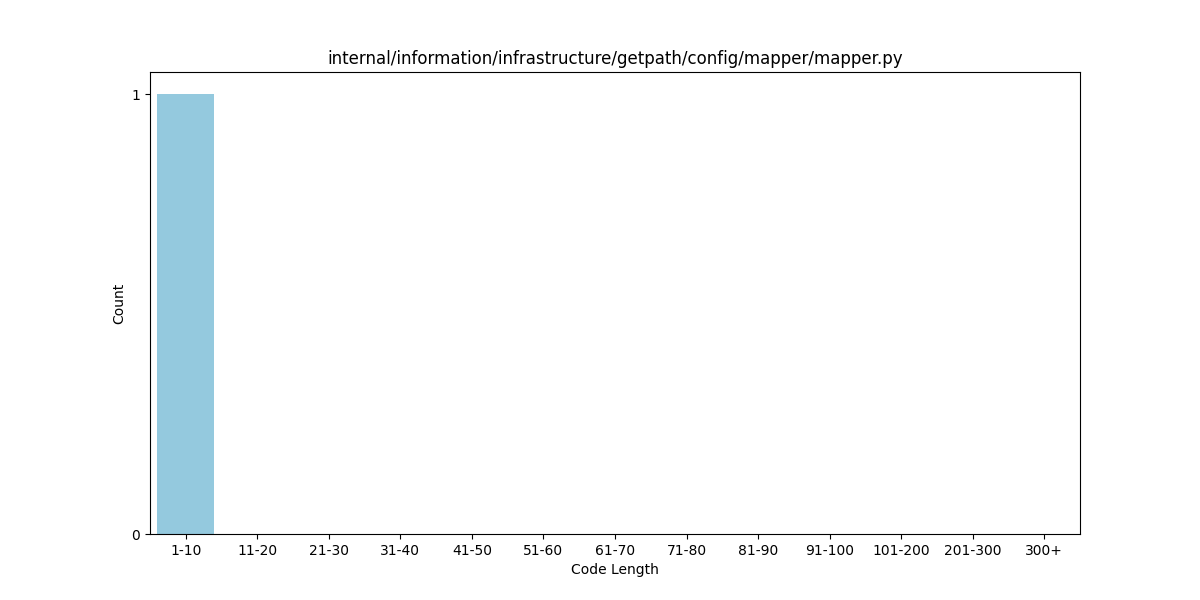 internal/information/infrastructure/getpath/config/mapper/mapper.py
1
Count
0
1-10 11-20 21-30 31-40 41-50 51-60 61-70 71-80 81-90 91-100 101-200 201-300 300+
Code Length